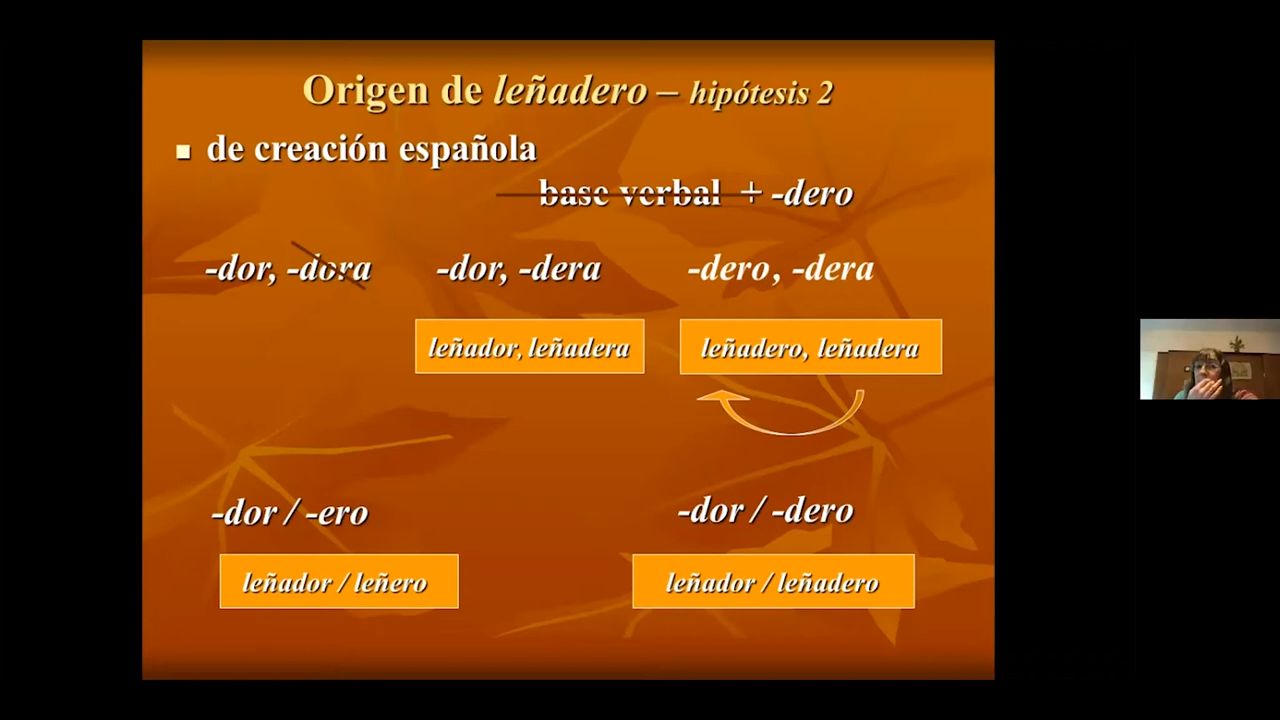 Origen de leñadero – hipótesis 2
de creación española
base verbal + -dero
-dor, -dora -dor, -dera -dero, -dera
leñador, leñadera leñadero, leñadera
-dor / -ero -dor / -dero
leñador / leñero leñador / leñadero